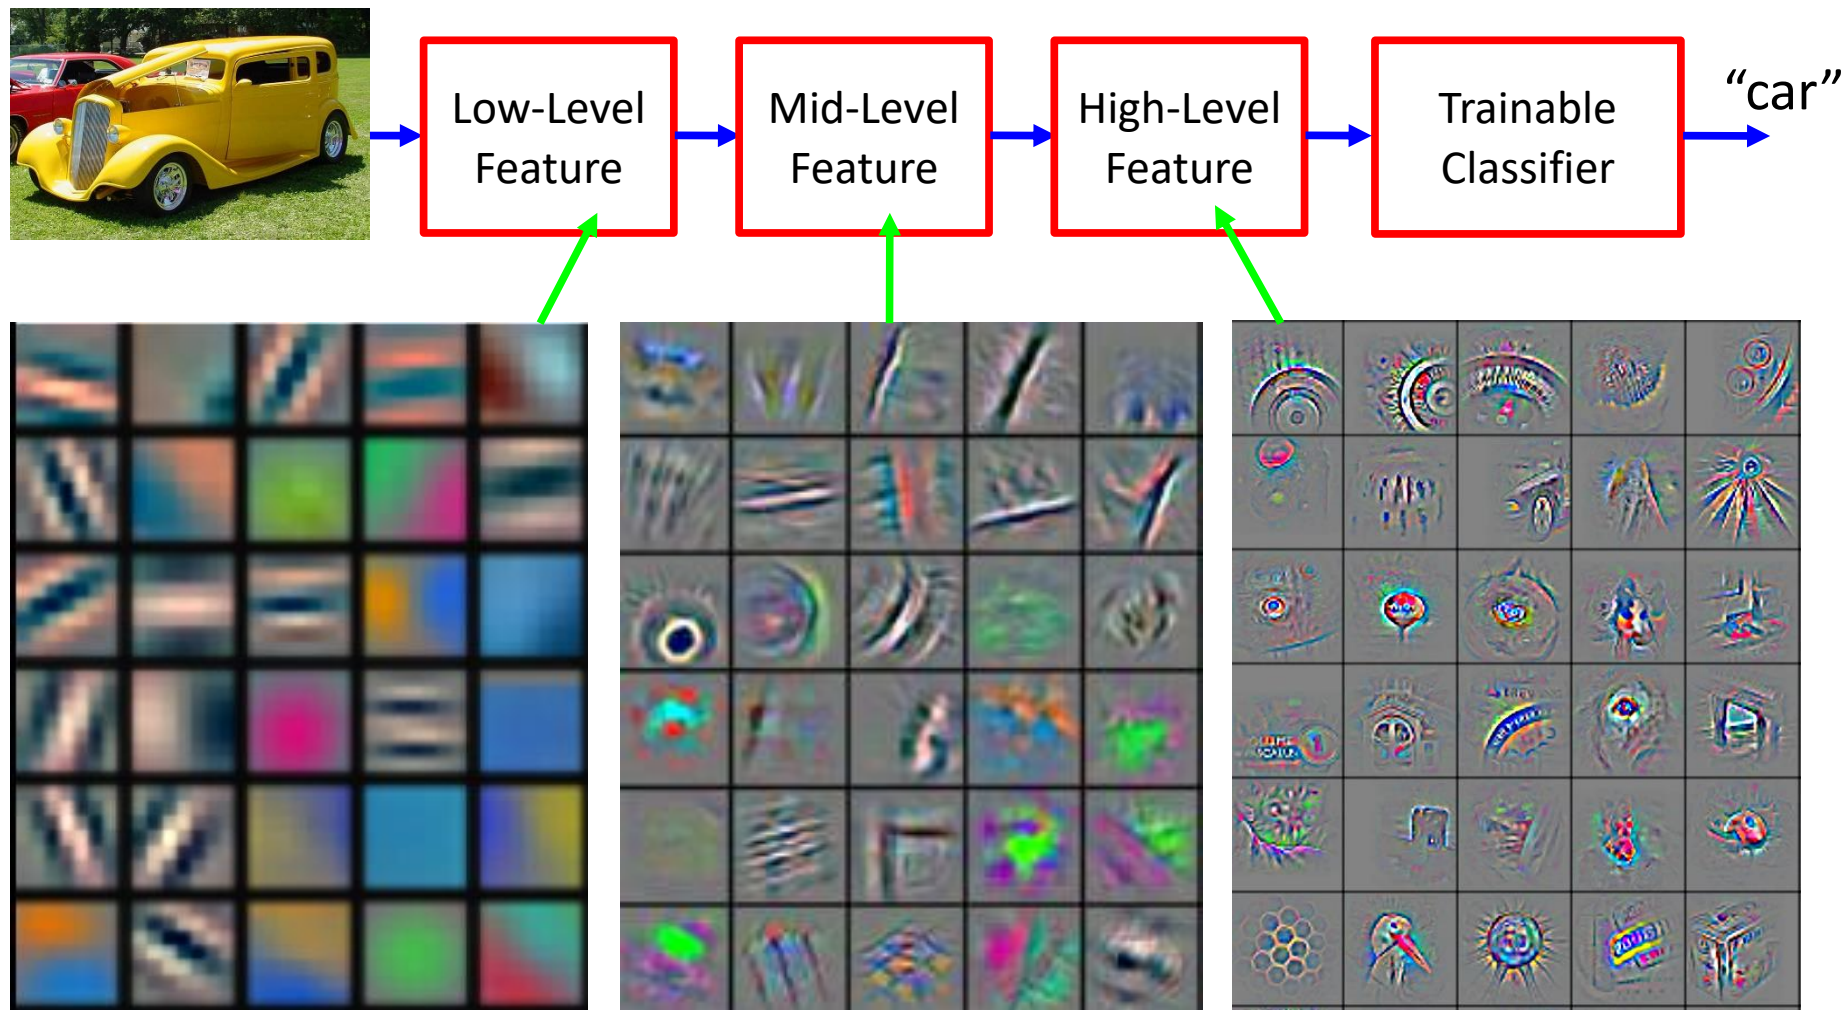 Low-Level
Feature
Mid-Level
Feature
High-Level
Feature
Trainable
Classifier
“car”